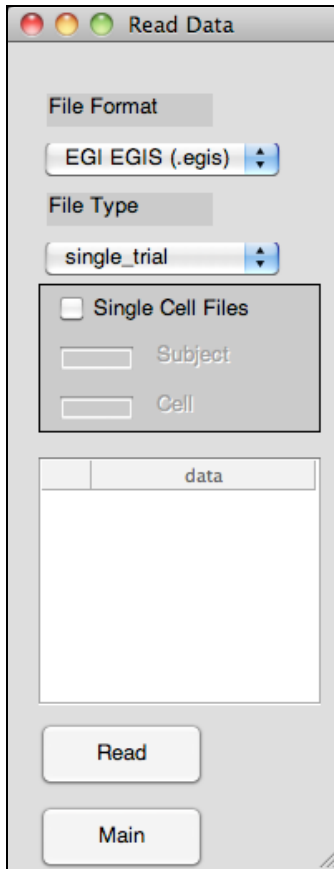 Read Data
File Format
EGI EGIS (.egis)
File Type
single_trial
Single Cell Files
Subject
Cell
data
Read
Main